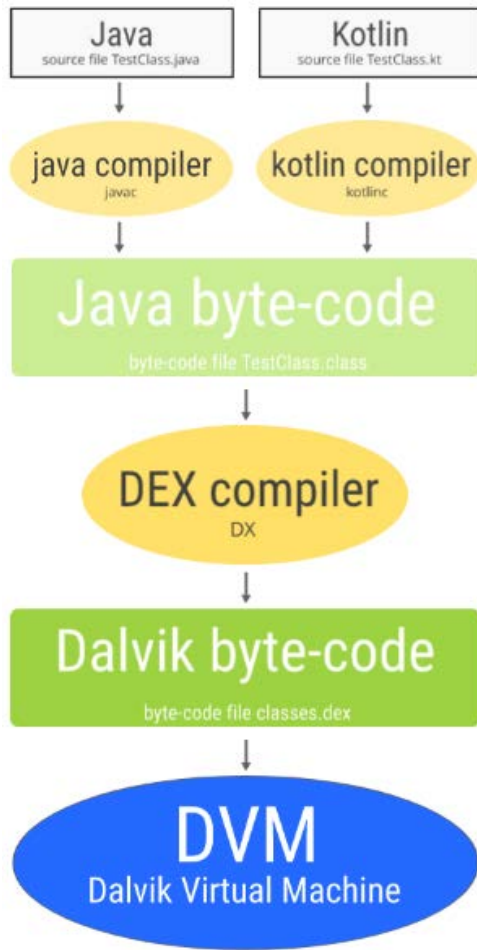 Java
source file TestClass.java
Kotlin
source file TestClass.kt
java compiler
javac
kotlin compiler
kotlinc
Java byte-code
byte-code file TestClass.class
DEX compiler
DX
Dalvik byte-code
byte-code file classes.dex
DVM
Dalvik Virtual Machine